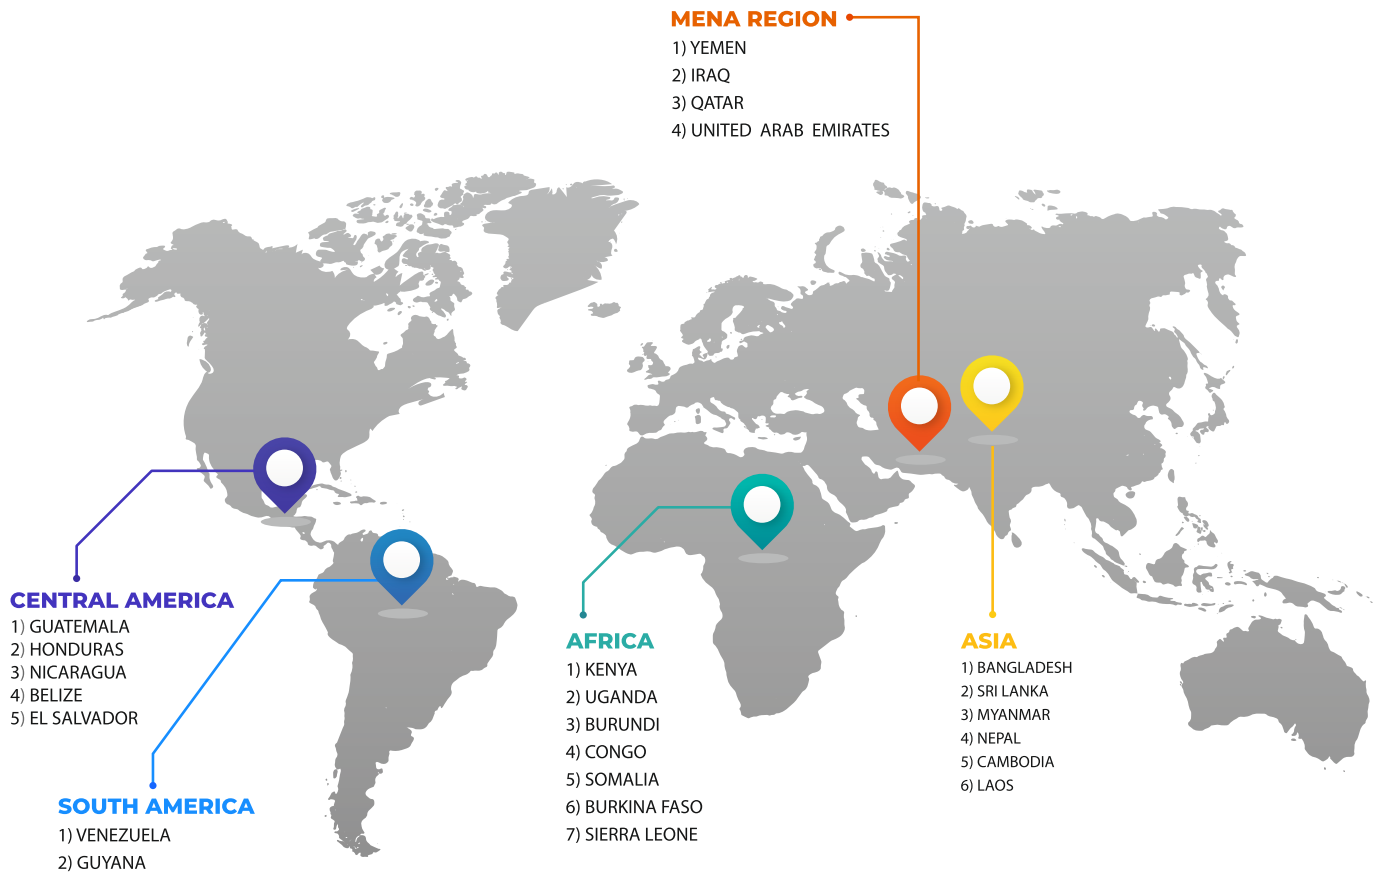 MENA REGION
1) YEMEN
2) IRAQ
3) QATAR
4) UNITED ARAB EMIRATES
CENTRAL AMERICA
1) GUATEMALA
2) HONDURAS
3) NICARAGUA
4) BELIZE
5) EL SALVADOR
SOUTH AMERICA
1) VENEZUELA
2) GUYANA
AFRICA
1) KENYA
2) UGANDA
3) BURUNDI
4) CONGO
5) SOMALIA
6) BURKINA FASO
7) SIERRA LEONE
ASIA
1) BANGLADESH
2) SRI LANKA
3) MYANMAR
4) NEPAL
5) CAMBODIA
6) LAOS